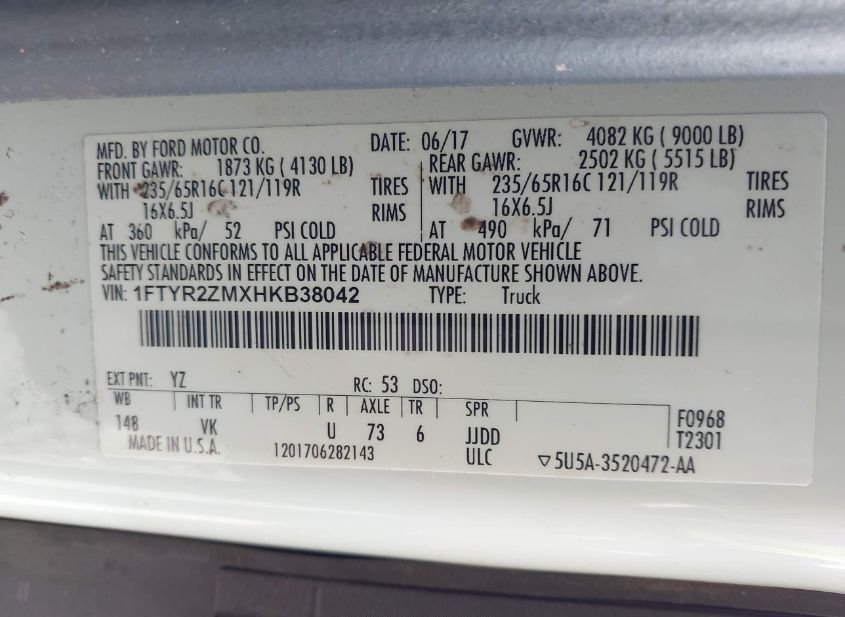 MFD. BY FORD MOTOR CO. DATE: 06/17 GVWR: 4082 KG ( 9000 LB)
FRONT GAWR: 1873 KG ( 4130 LB) REAR GAWR: 2502 KG ( 5515 LB)
WITH 235/65R16C 121/119R TIRES WITH 235/65R16C 121/119R TIRES
16X6.5J RIMS 16X6.5J RIMS
AT 360 kPa/ 52 PSI COLD AT 490 kPa/ 71 PSI COLD
THIS VEHICLE CONFORMS TO ALL APPLICABLE FEDERAL MOTOR VEHICLE
SAFETY STANDARDS IN EFFECT ON THE DATE OF MANUFACTURE SHOWN ABOVE.
VIN: 1FTYR2ZMXHKB38042 TYPE: Truck
EXT PNT: YZ RC: 53 DSO:
WB INT TR TP/PS R AXLE TR SPR F0968
148 VK U 73 6 JJDD T2301
MADE IN U.S.A. 1201706282143 ULC ▽5U5A-3520472-AA